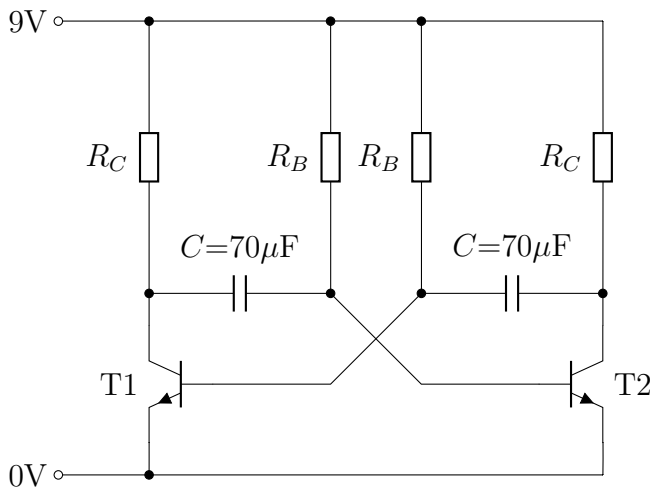 9V
R_C R_B R_B R_C
C=70μF C=70μF
T1 T2
0V